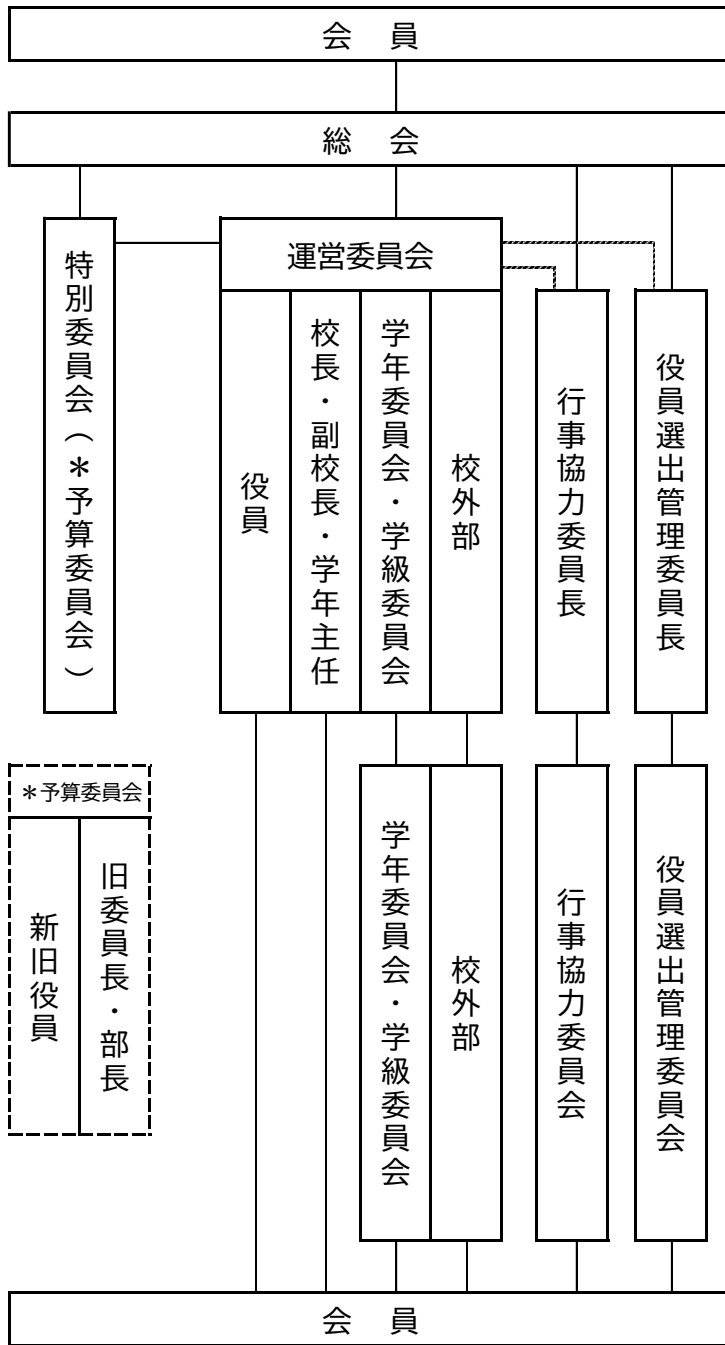 会　員
総　会
特別委員会（＊予算委員会）
運営委員会
役員
校長・副校長・学年主任
学年委員会・学級委員会
校外部
行事協力委員長
役員選出管理委員長
＊予算委員会
新旧役員
旧委員長・部長
学年委員会・学級委員会
校外部
行事協力委員会
役員選出管理委員会
会　員